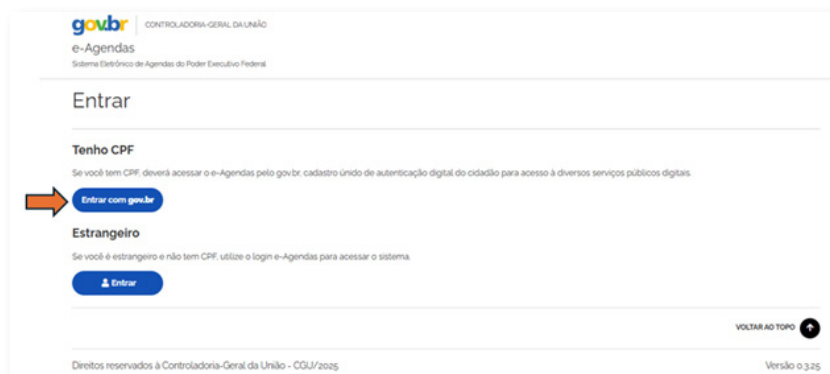 gov.br CONTROLADORIA-GERAL DA UNIÃO
e-Agendas
Sistema Eletrônico de Agendas do Poder Executivo Federal
Entrar
Tenho CPF
Se você tem CPF, deverá acessar o e-Agendas pelo gov.br, cadastro único de autenticação digital do cidadão para acesso à diversos serviços públicos digitais.
Entrar com gov.br
Estrangeiro
Se você é estrangeiro e não tem CPF, utilize o login e-Agendas para acessar o sistema.
Entrar
VOLTAR AO TOPO
Direitos reservados à Controladoria-Geral da União - CGU/2025 Versão 0.3.25